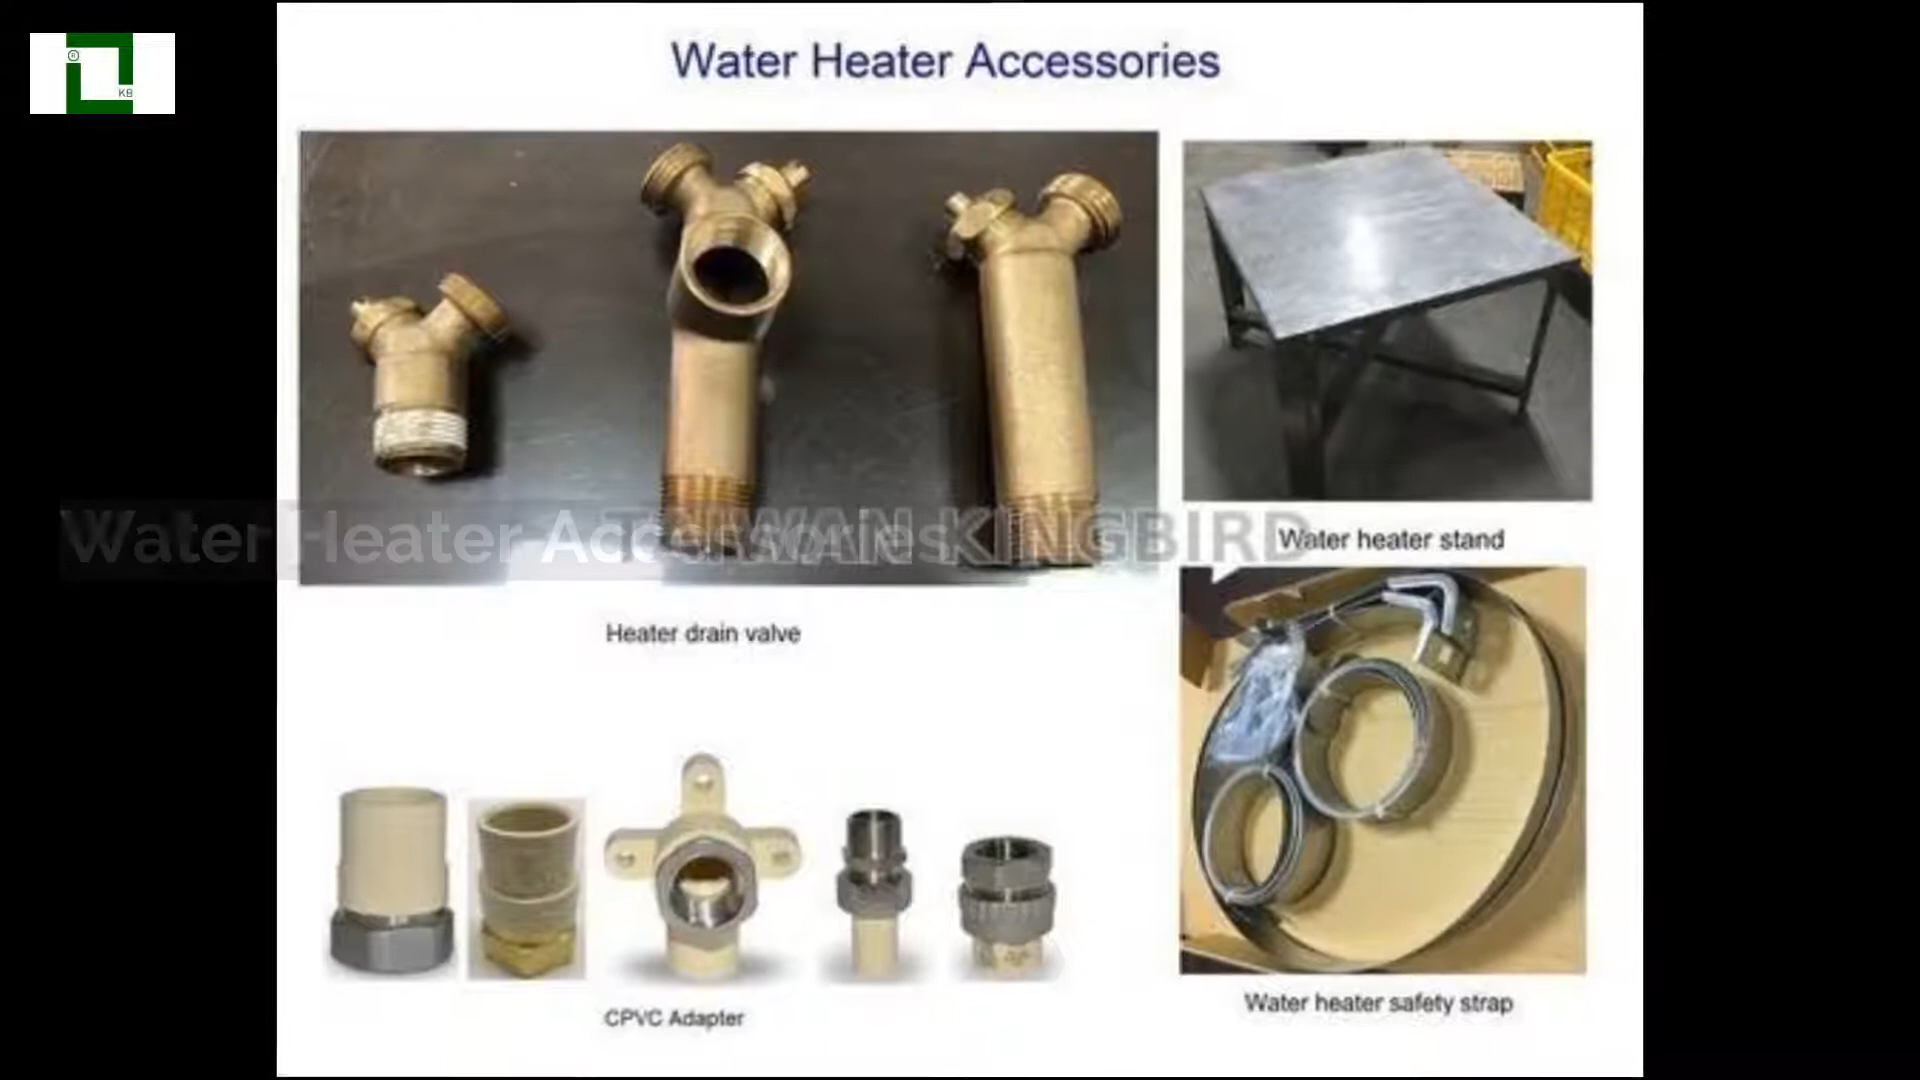 ® KB
Water Heater Accessories
Water Heater Accessories
TAIWAN KINGBIRD
Water heater stand
Heater drain valve
CPVC Adapter
Water heater safety strap